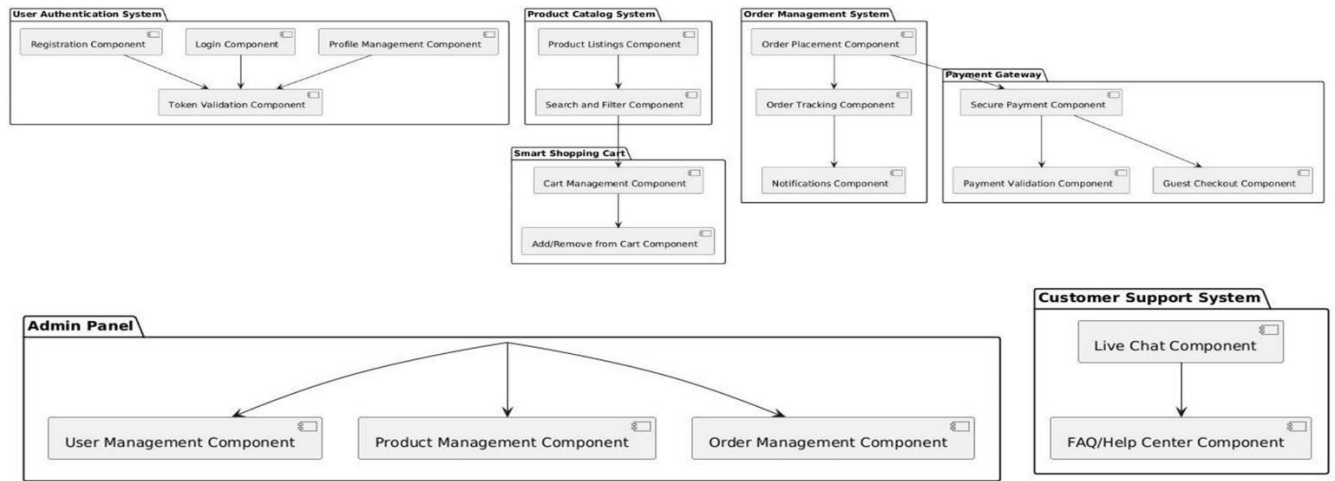 User Authentication System
Registration Component
Login Component
Profile Management Component
Token Validation Component
Product Catalog System
Product Listings Component
Search and Filter Component
Smart Shopping Cart
Cart Management Component
Add/Remove from Cart Component
Order Management System
Order Placement Component
Order Tracking Component
Notifications Component
Payment Gateway
Secure Payment Component
Payment Validation Component
Guest Checkout Component
Admin Panel
User Management Component
Product Management Component
Order Management Component
Customer Support System
Live Chat Component
FAQ/Help Center Component